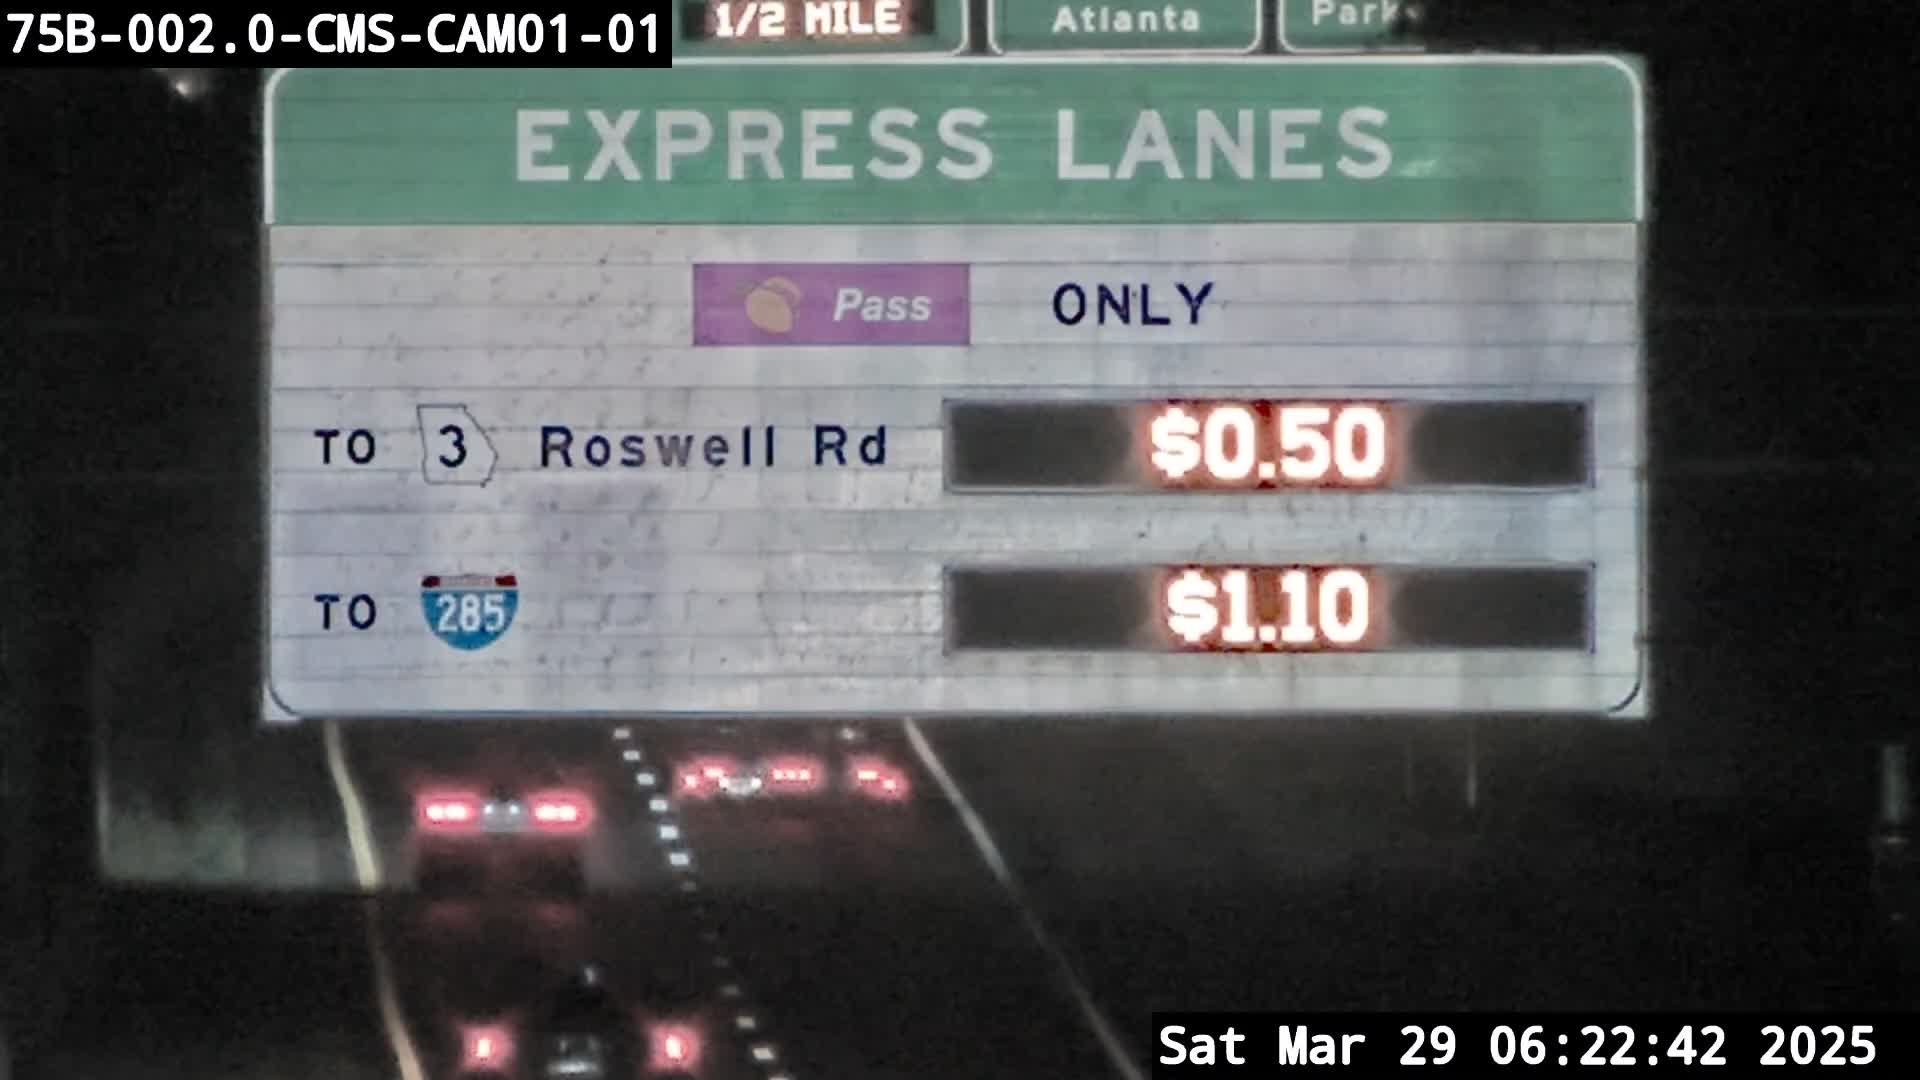 75B-002.0-CMS-CAM01-01
1/2 MILE
Atlanta
Park
EXPRESS LANES
Pass ONLY
TO 3 Roswell Rd $0.50
TO 285 $1.10
Sat Mar 29 06:22:42 2025